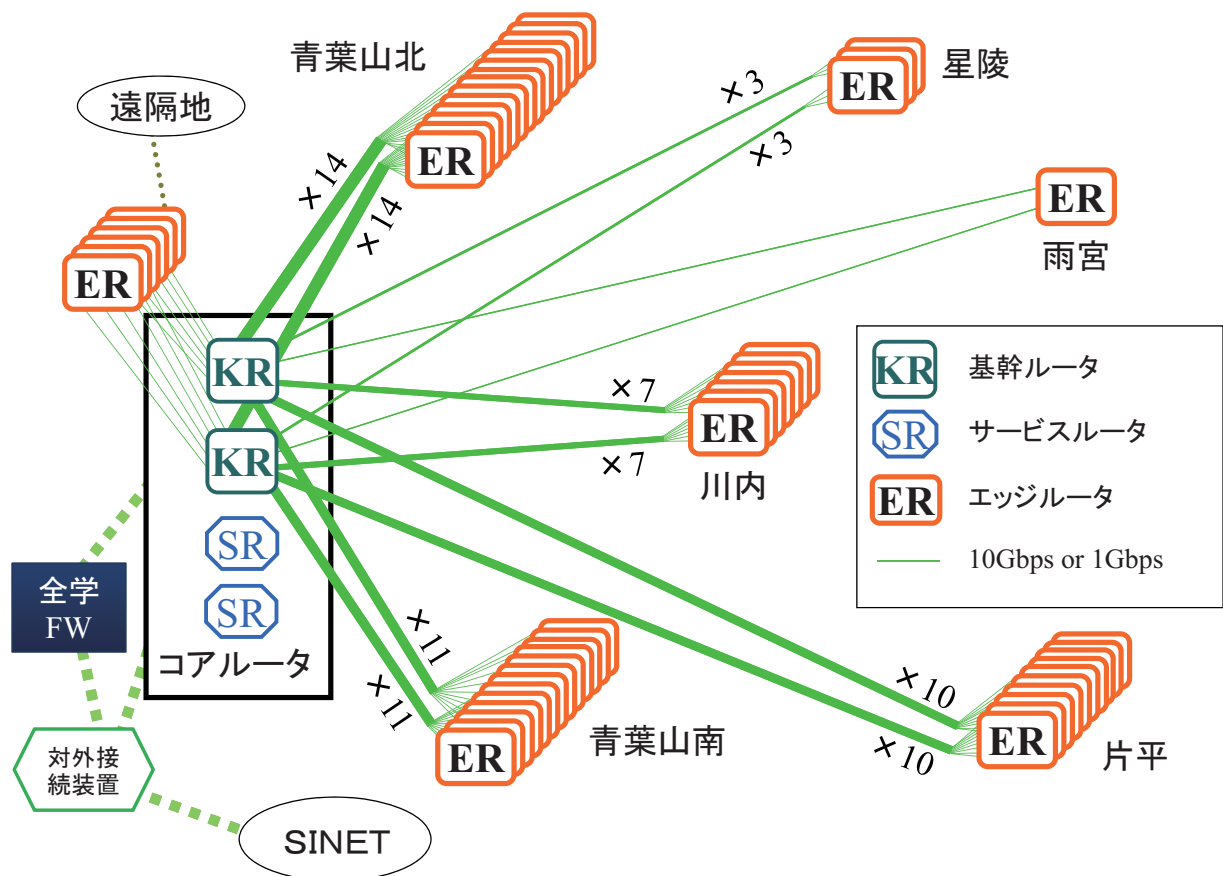 青葉山北
星陵
遠隔地
×3
×3
×14
×14
ER
ER
ER
雨宮
ER
KR
KR
×7
×7
ER
川内
KR 基幹ルータ
SR サービスルータ
ER エッジルータ
10Gbps or 1Gbps
SR
SR
コアルータ
全学
FW
×11
×11
ER
青葉山南
×10
×10
ER
片平
対外接
続装置
SINET